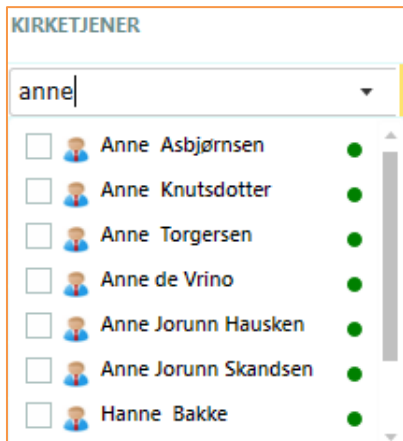 KIRKETJENER
anne
Anne Asbjørnsen
Anne Knutsdotter
Anne Torgersen
Anne de Vrino
Anne Jorunn Hausken
Anne Jorunn Skandsen
Hanne Bakke